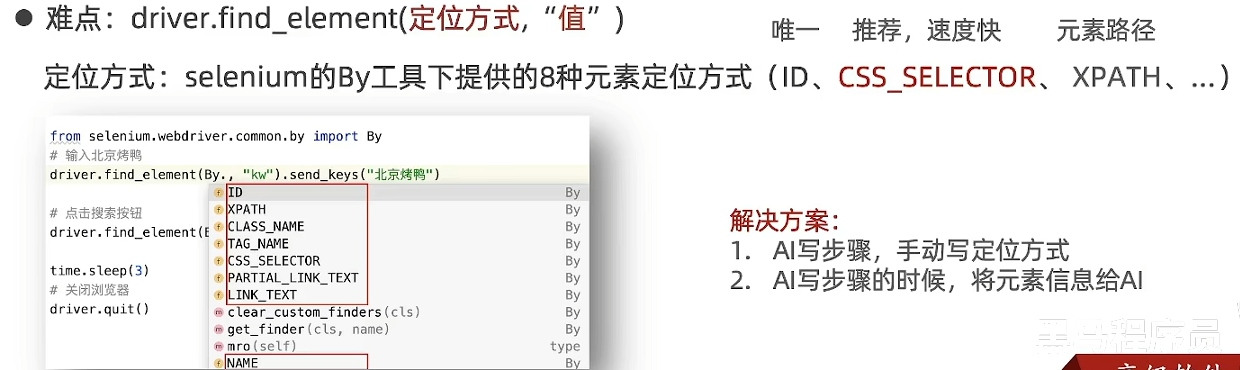 ● 难点：driver.find_element(定位方式, “值” )
唯一 推荐，速度快 元素路径
定位方式：selenium的By工具下提供的8种元素定位方式（ID、CSS_SELECTOR、 XPATH、...）
from selenium.webdriver.common.by import By
# 输入北京烤鸭
driver.find_element(By., "kw").send_keys("北京烤鸭")
ID By
XPATH By
# 点击搜索按钮
CLASS_NAME By
driver.find_element(
TAG_NAME By
CSS_SELECTOR By
time.sleep(3)
PARTIAL_LINK_TEXT By
# 关闭浏览器
LINK_TEXT By
driver.quit()
clear_custom_finders(cls) By
get_finder(cls, name) By
mro(self) type
NAME By
解决方案：
1. AI写步骤，手动写定位方式
2. AI写步骤的时候，将元素信息给AI
黑马程序员